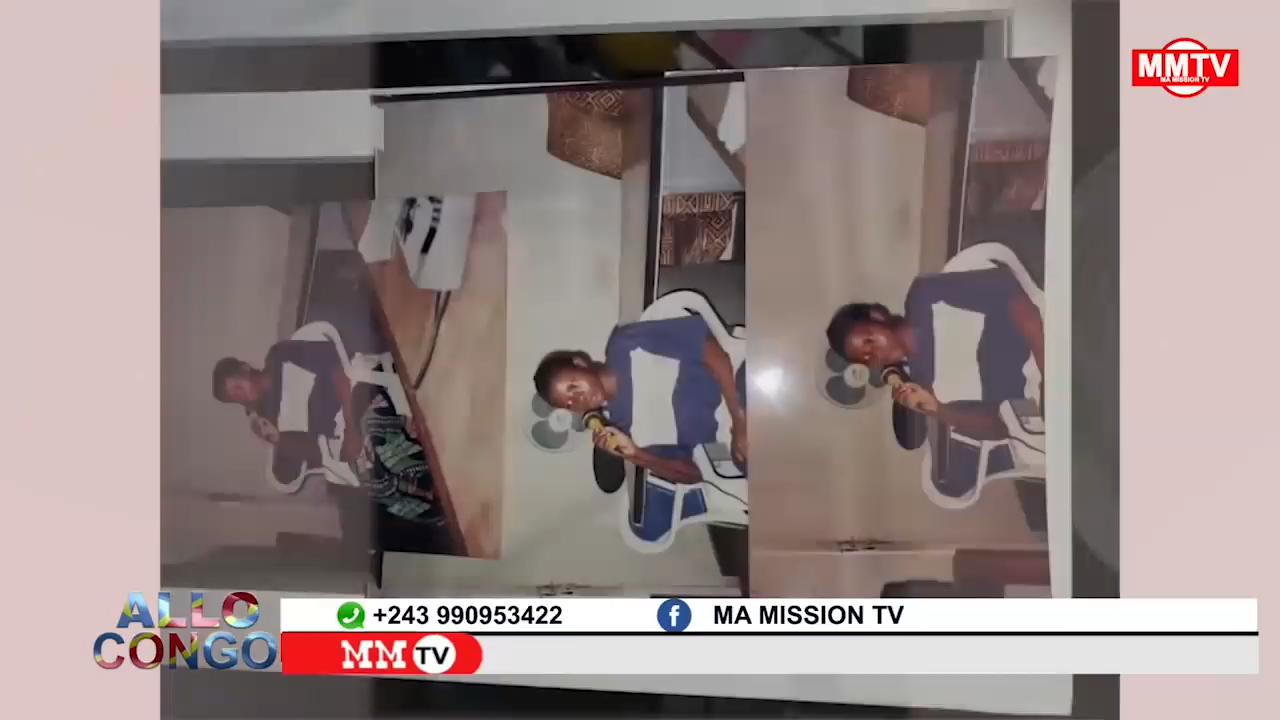 MMTV
MA MISSION TV
ALLO
CONGO
+243 990953422
MA MISSION TV
MM TV